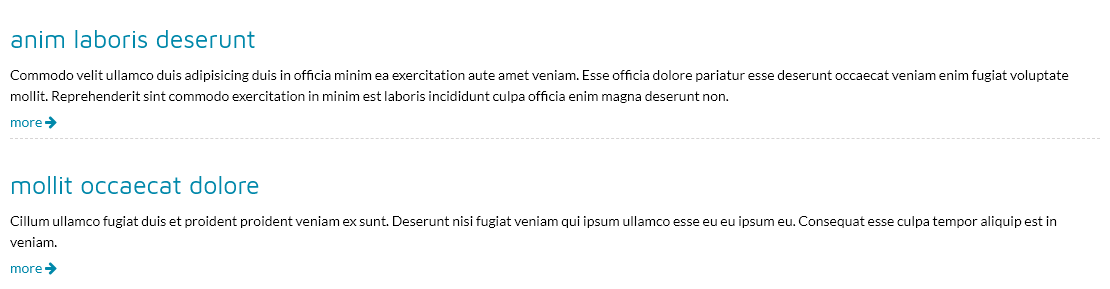 anim laboris deserunt
Commodo velit ullamco duis adipisicing duis in officia minim ea exercitation aute amet veniam. Esse officia dolore pariatur esse deserunt occaecat veniam enim fugiat voluptate
mollit. Reprehenderit sint commodo exercitation in minim est laboris incididunt culpa officia enim magna deserunt non.
more
mollit occaecat dolore
Cillum ullamco fugiat duis et proident proident veniam ex sunt. Deserunt nisi fugiat veniam qui ipsum ullamco esse eu eu ipsum eu. Consequat esse culpa tempor aliquip est in
veniam.
more